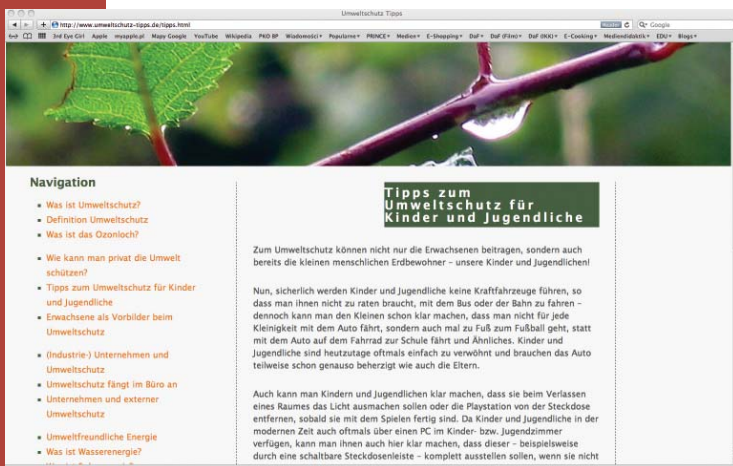 Umweltschutz Tipps
http://www.umweltschutz-tipps.de/tipps.html
Reader
Google
3rd Eye Girl Apple myapple.pl Mapy Google YouTube Wikipedia PKO BP Wiadomości Popularne PRINCE Medien E-Shopping DaF DaF (Film) DaF (KKI) E-Cooking Mediendidaktik EDU Blogs
Navigation
Was ist Umweltschutz?
Definition Umweltschutz
Was ist das Ozonloch?
Wie kann man privat die Umwelt
schützen?
Tipps zum Umweltschutz für Kinder
und Jugendliche
Erwachsene als Vorbilder beim
Umweltschutz
(Industrie-) Unternehmen und
Umweltschutz
Umweltschutz fängt im Büro an
Unternehmen und externer
Umweltschutz
Umweltfreundliche Energie
Was ist Wasserenergie?
Tipps zum
Umweltschutz für
Kinder und Jugendliche
Zum Umweltschutz können nicht nur die Erwachsenen beitragen, sondern auch
bereits die kleinen menschlichen Erdbewohner – unsere Kinder und Jugendlichen!
Nun, sicherlich werden Kinder und Jugendliche keine Kraftfahrzeuge führen, so
dass man ihnen nicht zu raten braucht, mit dem Bus oder der Bahn zu fahren –
dennoch kann man den Kleinen schon klar machen, dass man nicht für jede
Kleinigkeit mit dem Auto fährt, sondern auch mal zu Fuß zum Fußball geht, statt
mit dem Auto auf dem Fahrrad zur Schule fährt und Ähnliches. Kinder und
Jugendliche sind heutzutage oftmals einfach zu verwöhnt und brauchen das Auto
teilweise schon genauso beherzigt wie auch die Eltern.
Auch kann man Kindern und Jugendlichen klar machen, dass sie beim Verlassen
eines Raumes das Licht ausmachen sollen oder die Playstation von der Steckdose
entfernen, sobald sie mit dem Spielen fertig sind. Da Kinder und Jugendliche in der
modernen Zeit auch oftmals über einen PC im Kinder- bzw. Jugendzimmer
verfügen, kann man ihnen auch hier klar machen, dass dieser – beispielsweise
durch eine schaltbare Steckdosenleiste – komplett ausstellen sollen, wenn sie nicht